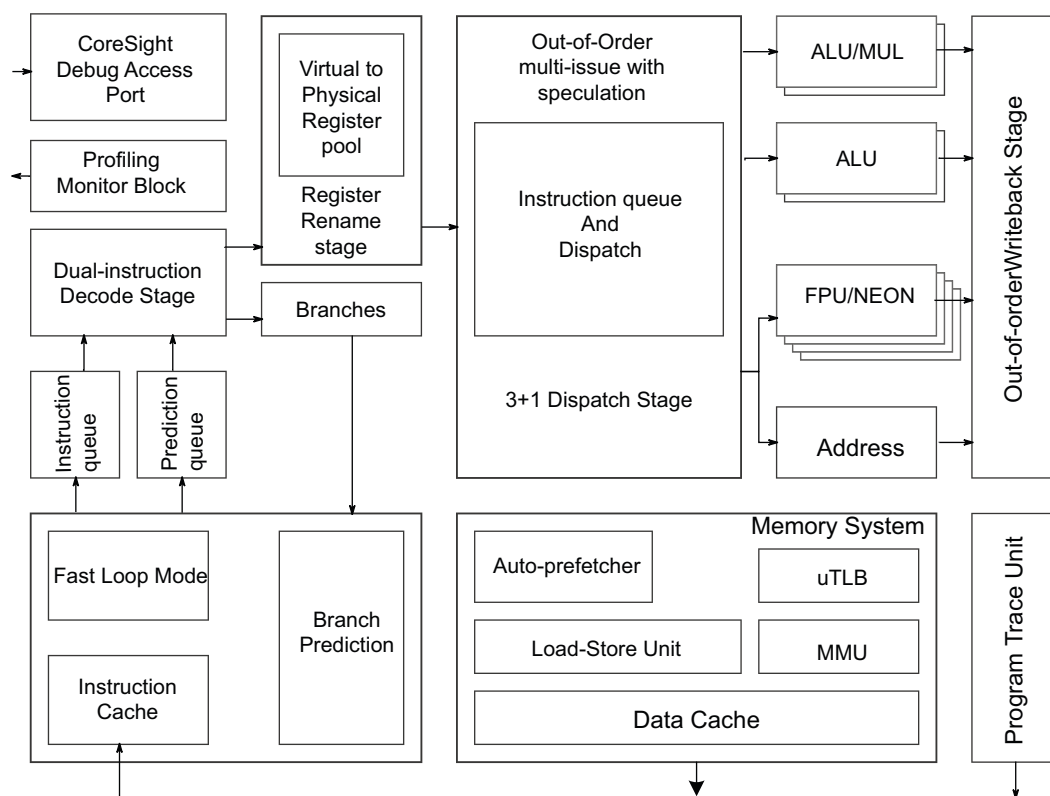 CoreSight
Debug Access
Port
Profiling
Monitor Block
Dual-instruction
Decode Stage
Instruction
queue
Prediction
queue
Virtual to
Physical
Register
pool
Register
Rename
stage
Branches
Out-of-Order
multi-issue with
speculation
Instruction queue
And
Dispatch
3+1 Dispatch Stage
ALU/MUL
ALU
FPU/NEON
Address
Out-of-orderWriteback Stage
Fast Loop Mode
Instruction
Cache
Branch
Prediction
Memory System
Auto-prefetcher
uTLB
Load-Store Unit
MMU
Data Cache
Program Trace Unit